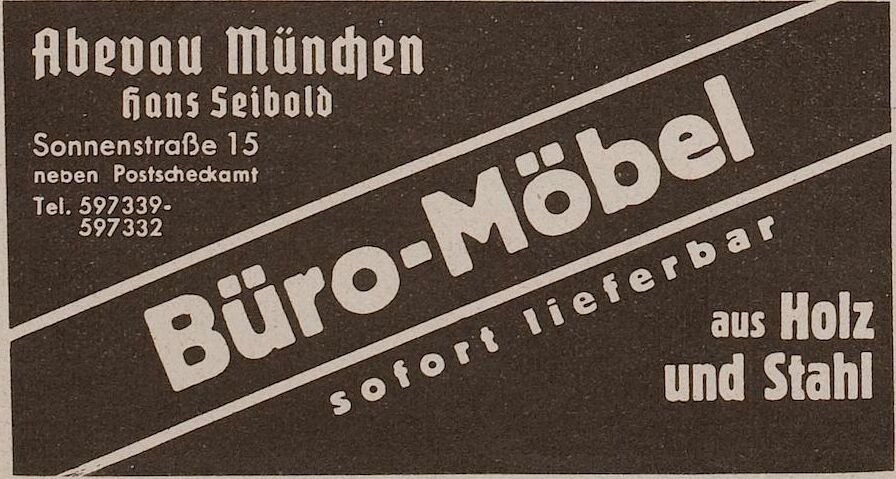 Abevau München
Hans Seibold
Sonnenstraße 15
neben Postscheckamt
Tel. 597339-
597332
Büro-Möbel
sofort lieferbar
aus Holz
und Stahl